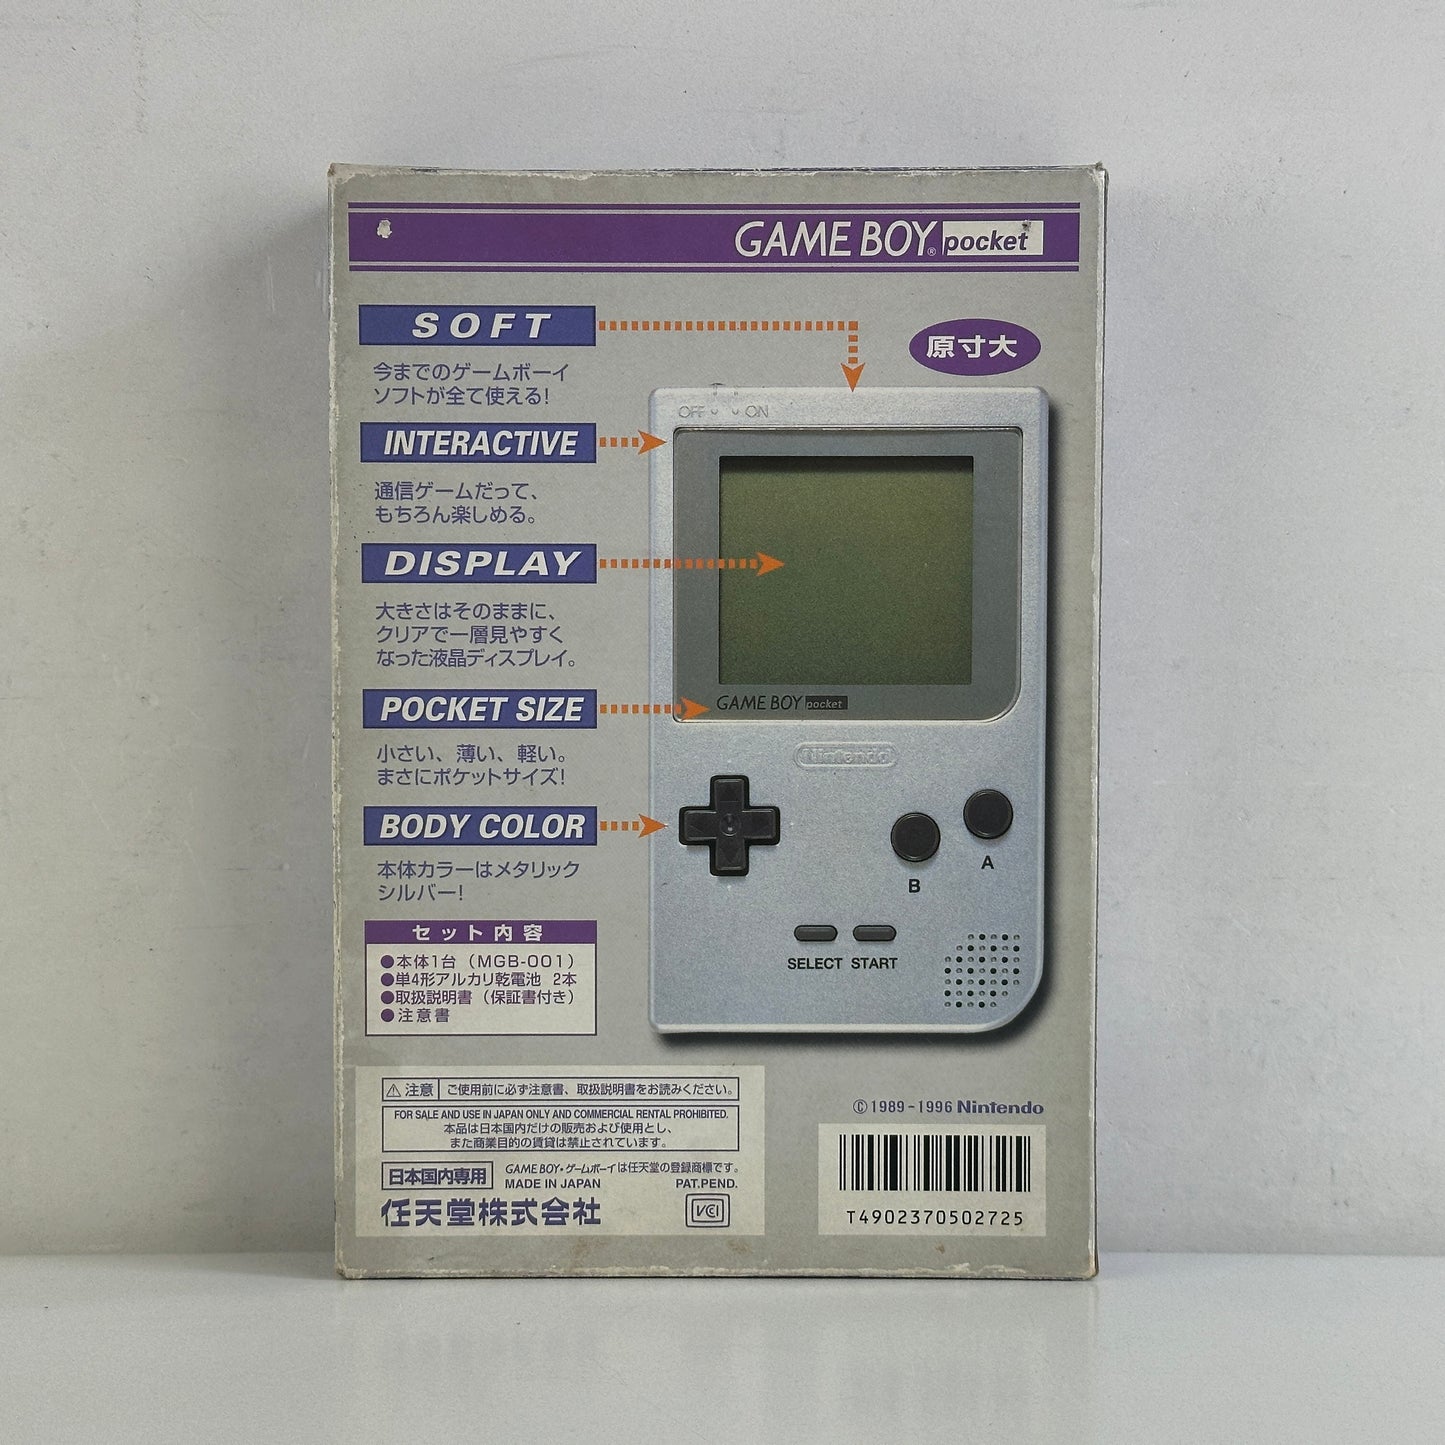 GAME BOY® pocket
SOFT
今までのゲームボーイ
ソフトが全て使える!
原寸大
OFF ON
INTERACTIVE
通信ゲームだって、
もちろん楽しめる。
DISPLAY
大きさはそのままに、
クリアで一層見やすく
なった液晶ディスプレイ。
POCKET SIZE
小さい、薄い、軽い。
まさにポケットサイズ!
BODY COLOR
本体カラーはメタリック
シルバー!
GAME BOY pocket
Nintendo
A
B
SELECT START
セット内容
●本体1台(MGB-001)
●単4形アルカリ乾電池 2本
●取扱説明書(保証書付き)
●注意書
⚠注意 ご使用前に必ず注意書、取扱説明書をお読みください。
FOR SALE AND USE IN JAPAN ONLY AND COMMERCIAL RENTAL PROHIBITED.
本品は日本国内だけの販売および使用とし、
また商業目的の賃貸は禁止されています。
日本国内専用
GAME BOY・ゲームボーイは任天堂の登録商標です。
MADE IN JAPAN PAT.PEND.
任天堂株式会社
VCI
©1989-1996 Nintendo
T4902370502725